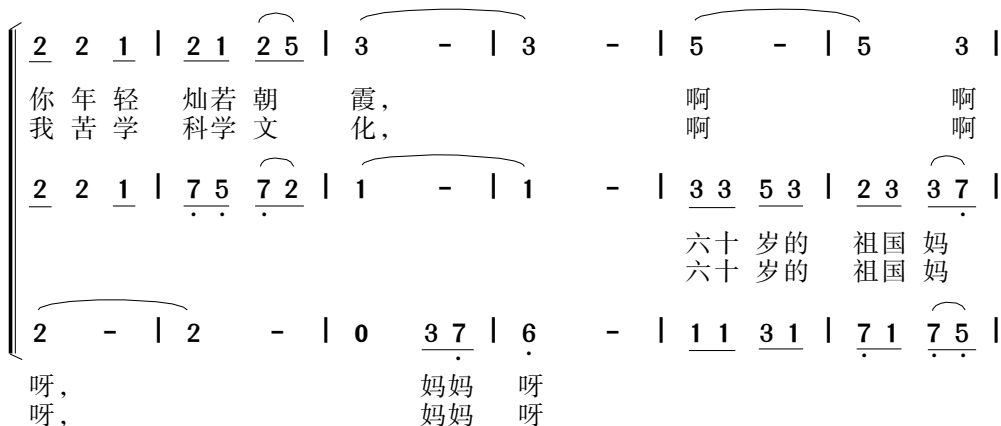 2 2 1 | 2 1 2 5 | 3 - | 3 - | 5 - | 5 3 |
你 年 轻 灿若 朝 霞, 啊 啊
我 苦 学 科学 文 化, 啊 啊
2 2 1 | 7 5 7 2 | 1 - | 1 - | 3 3 5 3 | 2 3 3 7 |
六十 岁的 祖国 妈
六十 岁的 祖国 妈
2 - | 2 - | 0 3 7 | 6 - | 1 1 3 1 | 7 1 7 5 |
呀, 妈妈 呀
呀, 妈妈 呀